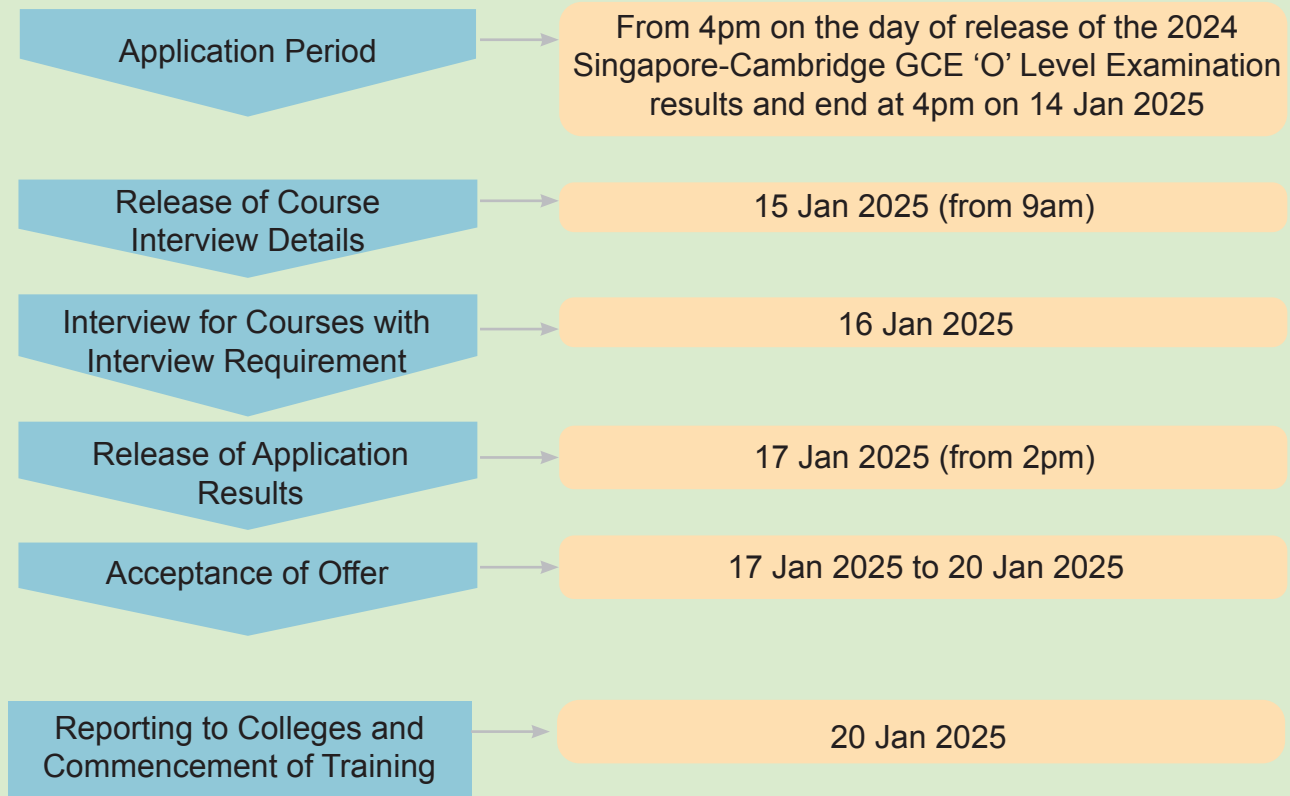 Application Period
From 4pm on the day of release of the 2024
Singapore-Cambridge GCE ‘O’ Level Examination
results and end at 4pm on 14 Jan 2025
Release of Course
Interview Details
15 Jan 2025 (from 9am)
Interview for Courses with
Interview Requirement
16 Jan 2025
Release of Application
Results
17 Jan 2025 (from 2pm)
Acceptance of Offer
17 Jan 2025 to 20 Jan 2025
Reporting to Colleges and
Commencement of Training
20 Jan 2025